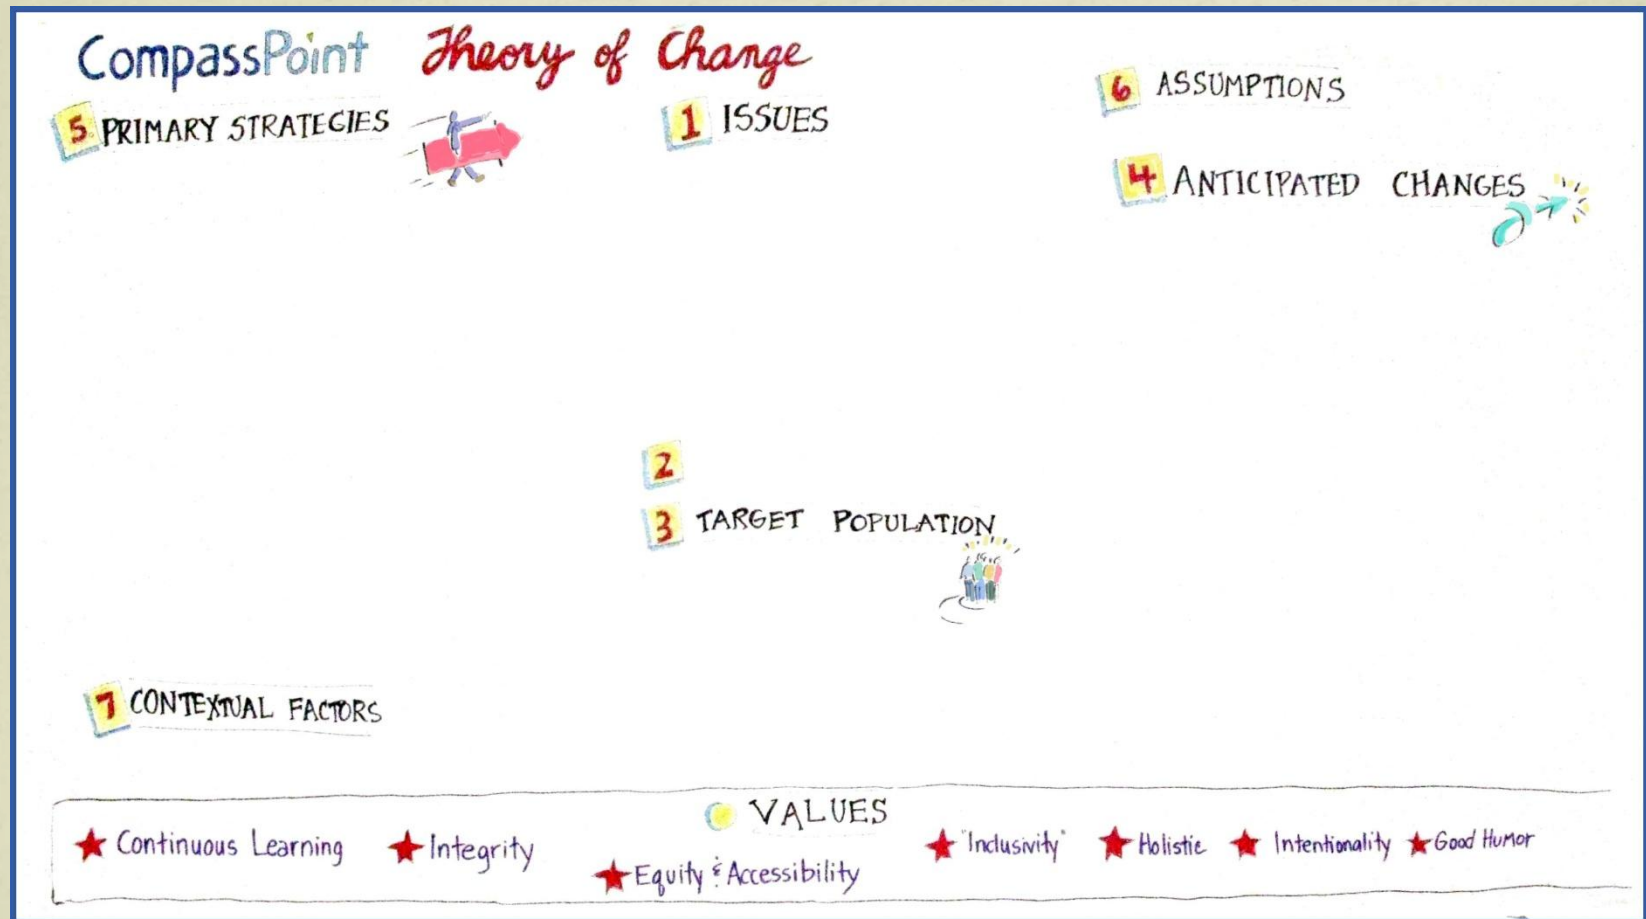 CompassPoint Theory of Change
5 PRIMARY STRATEGIES
1 ISSUES
6 ASSUMPTIONS
4 ANTICIPATED CHANGES
2
3 TARGET POPULATION
7 CONTEXTUAL FACTORS
VALUES
★ Continuous Learning ★ Integrity
★ Equity & Accessibility
★ "Inclusivity" ★ Holistic ★ Intentionality ★ Good Humor